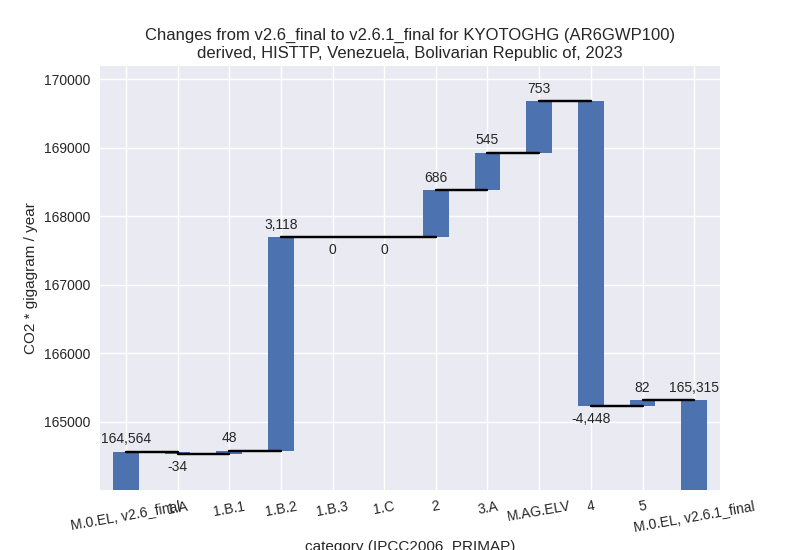 Changes from v2.6_final to v2.6.1_final for KYOTOGHG (AR6GWP100)
derived, HISTTP, Venezuela, Bolivarian Republic of, 2023
CO2 * gigagram / year
170000
169000
168000
167000
166000
165000
164,564
-34
48
3,118
0
0
686
545
753
-4,448
82
165,315
M.0.EL, v2.6_final
1.A
1.B.1
1.B.2
1.B.3
1.C
2
3.A
M.AG.ELV
4
5
M.0.EL, v2.6.1_final
category (IPCC2006_PRIMAP)